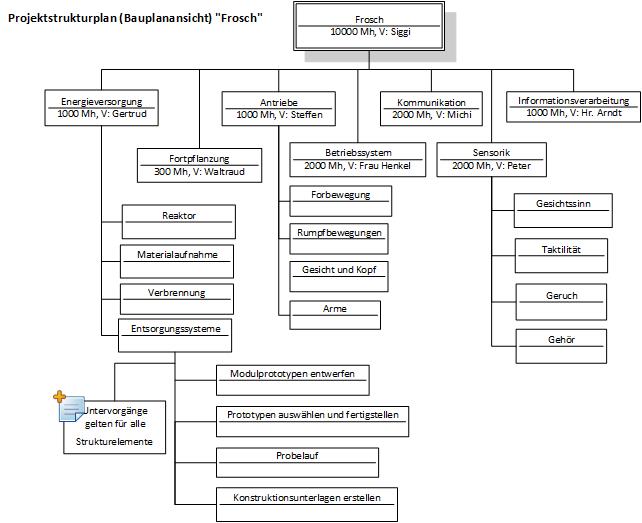 Projektstrukturplan (Bauplanansicht) "Frosch"
Frosch
10000 Mh, V: Siggi
Energieversorgung
1000 Mh, V: Gertrud
Antriebe
1000 Mh, V: Steffen
Kommunikation
2000 Mh, V: Michi
Informationsverarbeitung
1000 Mh, V: Hr. Arndt
Fortpflanzung
300 Mh, V: Waltraud
Betriebssystem
2000 Mh, V: Frau Henkel
Sensorik
2000 Mh, V: Peter
Reaktor
Materialaufnahme
Verbrennung
Entsorgungssysteme
Forbewegung
Rumpfbewegungen
Gesicht und Kopf
Arme
Gesichtssinn
Taktilität
Geruch
Gehör
Modulprototypen entwerfen
Prototypen auswählen und fertigstellen
Probelauf
Konstruktionsunterlagen erstellen
Untervorgänge
gelten für alle
Strukturelemente